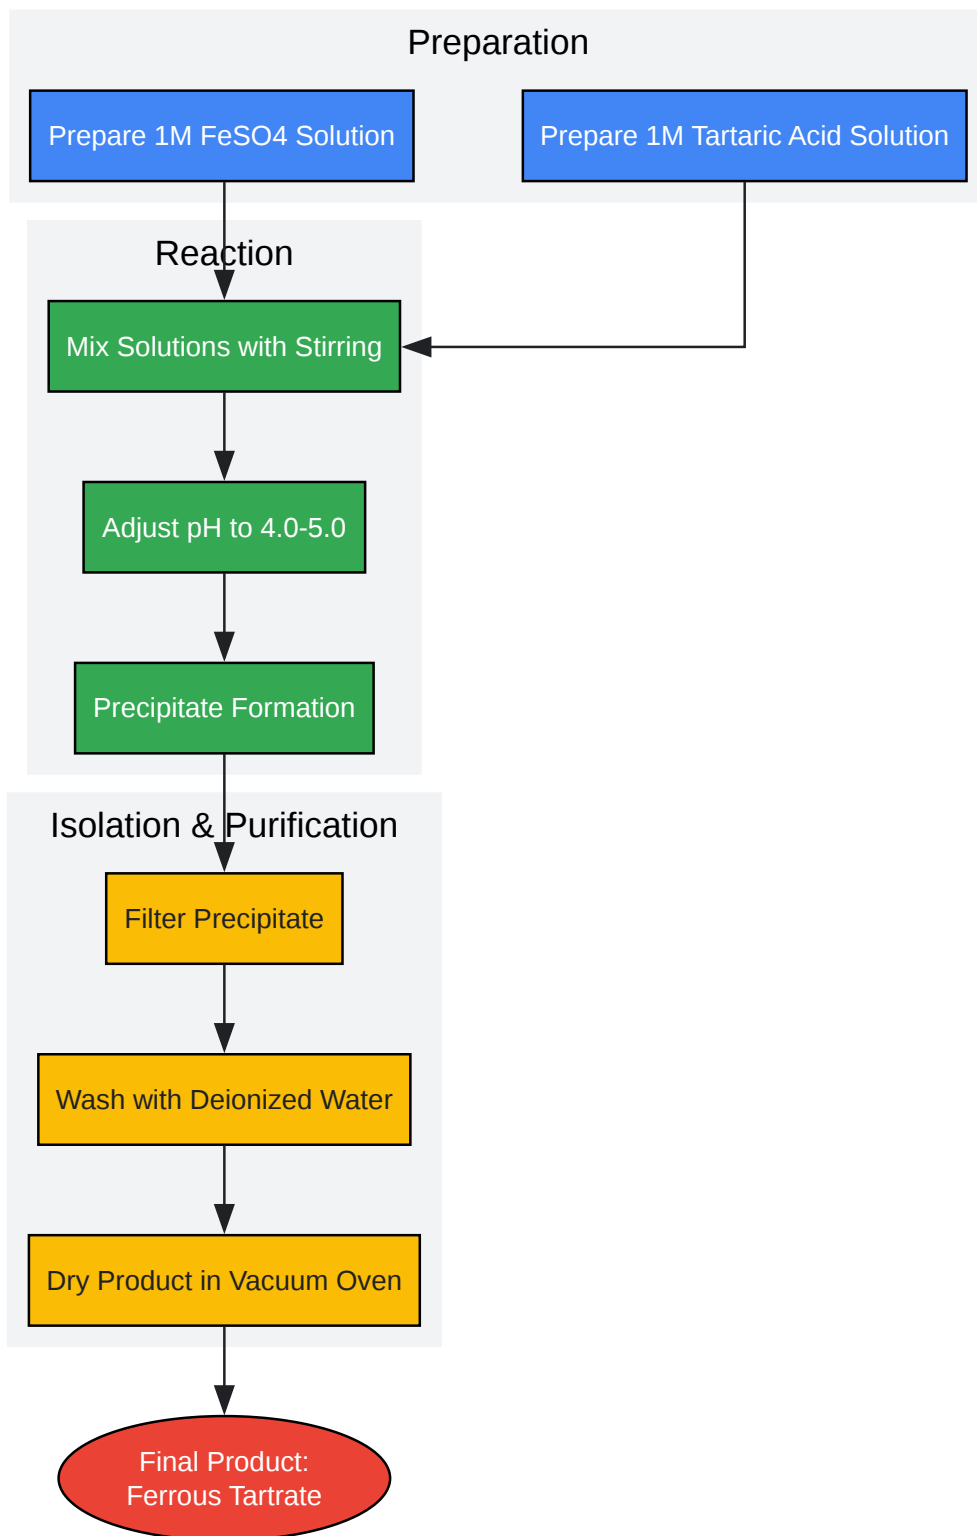 Preparation
Prepare 1M FeSO4 Solution
Prepare 1M Tartaric Acid Solution
Reaction
Mix Solutions with Stirring
Adjust pH to 4.0-5.0
Precipitate Formation
Isolation & Purification
Filter Precipitate
Wash with Deionized Water
Dry Product in Vacuum Oven
Final Product:
Ferrous Tartrate